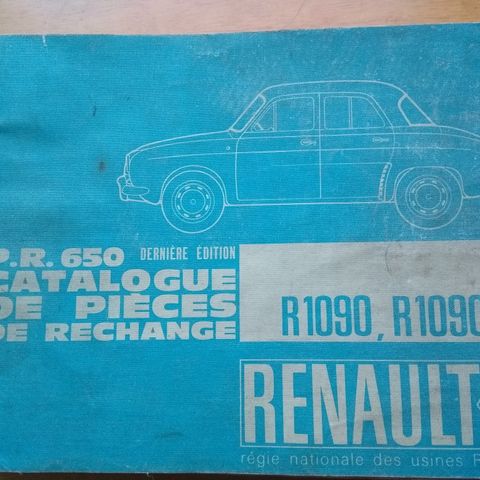 P.R. 650 DERNIÈRE ÉDITION
CATALOGUE
DE PIÈCES
DE RECHANGE
R1090, R1090
RENAULT
régie nationale des usines